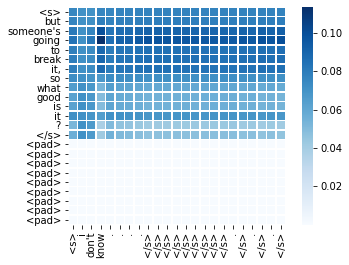 <s>
but
someone's
going
to
break
it,
so
what
good
is
it
?
</s>
<pad>
<pad>
<pad>
<pad>
<pad>
<pad>
<pad>
<pad>
<pad>
0.10
0.08
0.06
0.04
0.02
<s>
i
don't
know
.
.
.
.
</s>
</s>
</s>
</s>
</s>
</s>
</s>
</s>
</s>
.
</s>
.
</s>
.
</s>